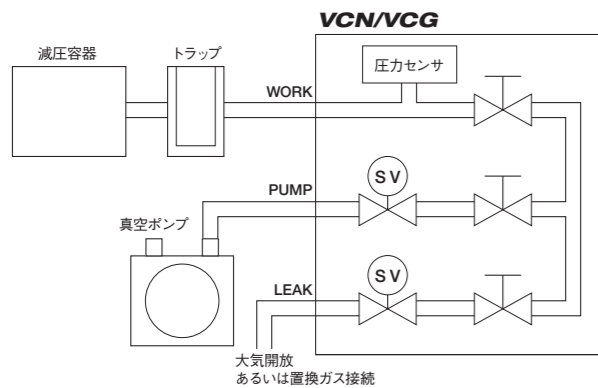 VCN/VCG
減圧容器
トラップ
圧力センサ
WORK
SV
PUMP
真空ポンプ
SV
LEAK
大気開放
あるいは置換ガス接続